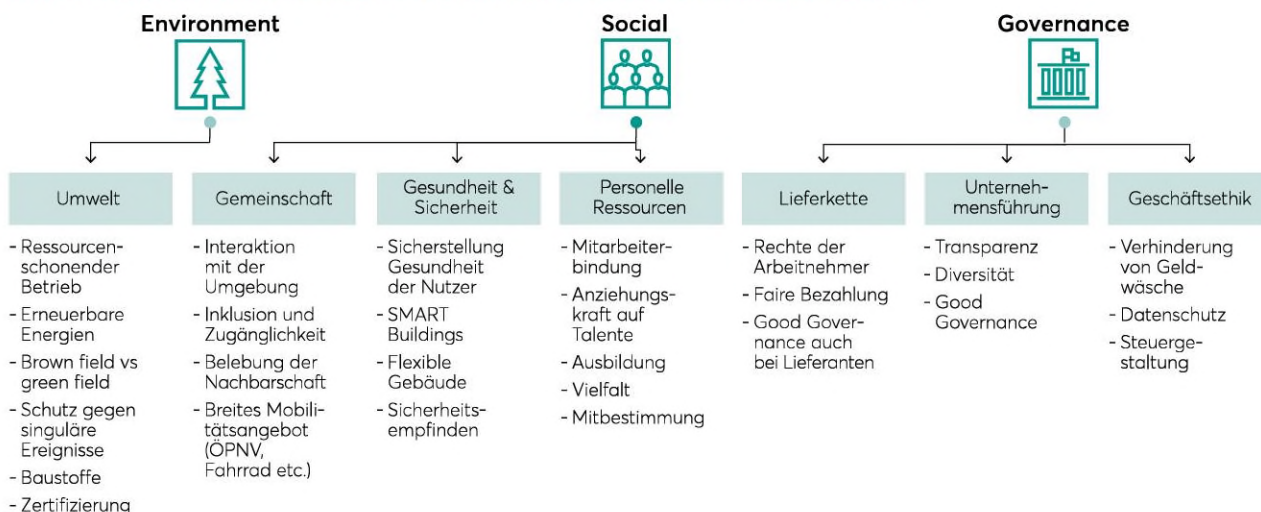 Environment
Social
Governance
Umwelt
- Ressourcen-
schonender
Betrieb
- Erneuerbare
Energien
- Brown field vs
green field
- Schutz gegen
singuläre
Ereignisse
- Baustoffe
- Zertifizierung
Gemeinschaft
- Interaktion
mit der
Umgebung
- Inklusion und
Zugänglichkeit
- Belebung der
Nachbarschaft
- Breites Mobili-
tätsangebot
(ÖPNV,
Fahrrad etc.)
Gesundheit &
Sicherheit
- Sicherstellung
Gesundheit
der Nutzer
- SMART
Buildings
- Flexible
Gebäude
- Sicherheits-
empfinden
Personelle
Ressourcen
- Mitarbeiter-
bindung
- Anziehungs-
kraft auf
Talente
- Ausbildung
- Vielfalt
- Mitbestimmung
Lieferkette
- Rechte der
Arbeitnehmer
- Faire Bezahlung
- Good Gover-
nance auch
bei Lieferanten
Unterneh-
mensführung
- Transparenz
- Diversität
- Good
Governance
Geschäftsethik
- Verhinderung
von Geld-
wäsche
- Datenschutz
- Steuerge-
staltung